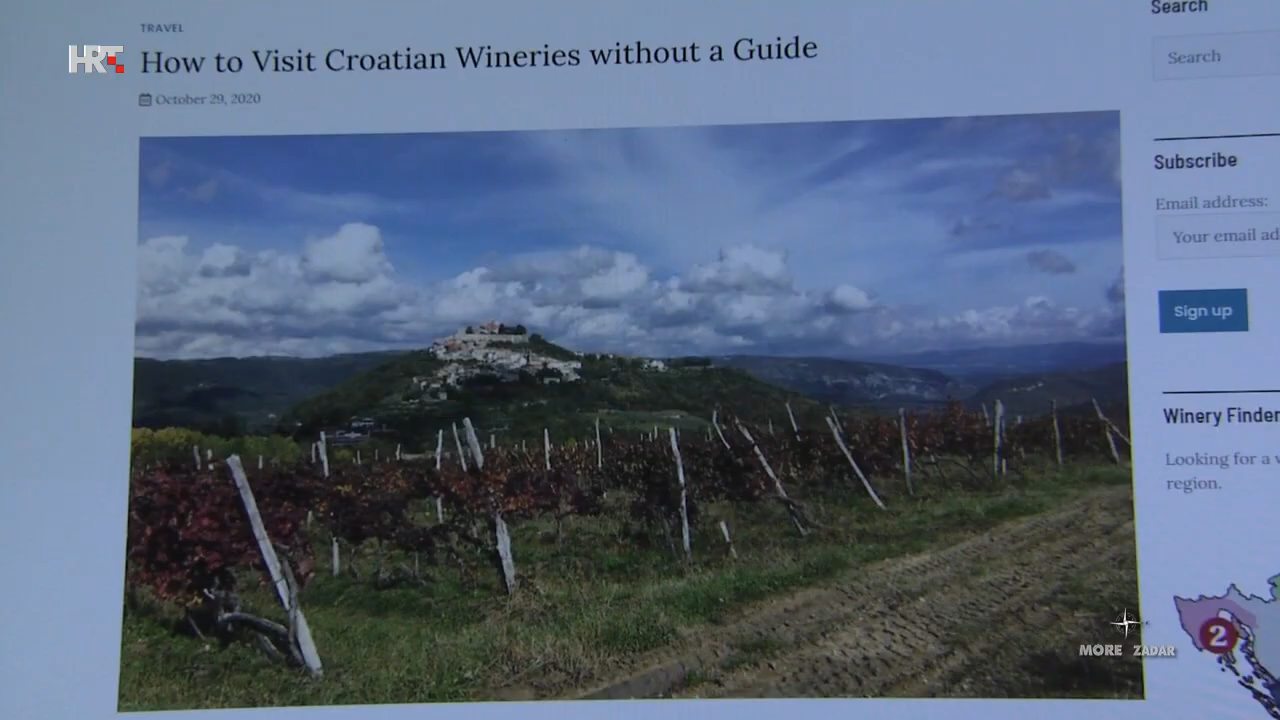 TRAVEL
HRT
How to Visit Croatian Wineries without a Guide
October 29, 2020
Search
Search
Subscribe
Email address:
Your email ad
Sign up
Winery Finder
Looking for a
region.
2
MORE ZADAR